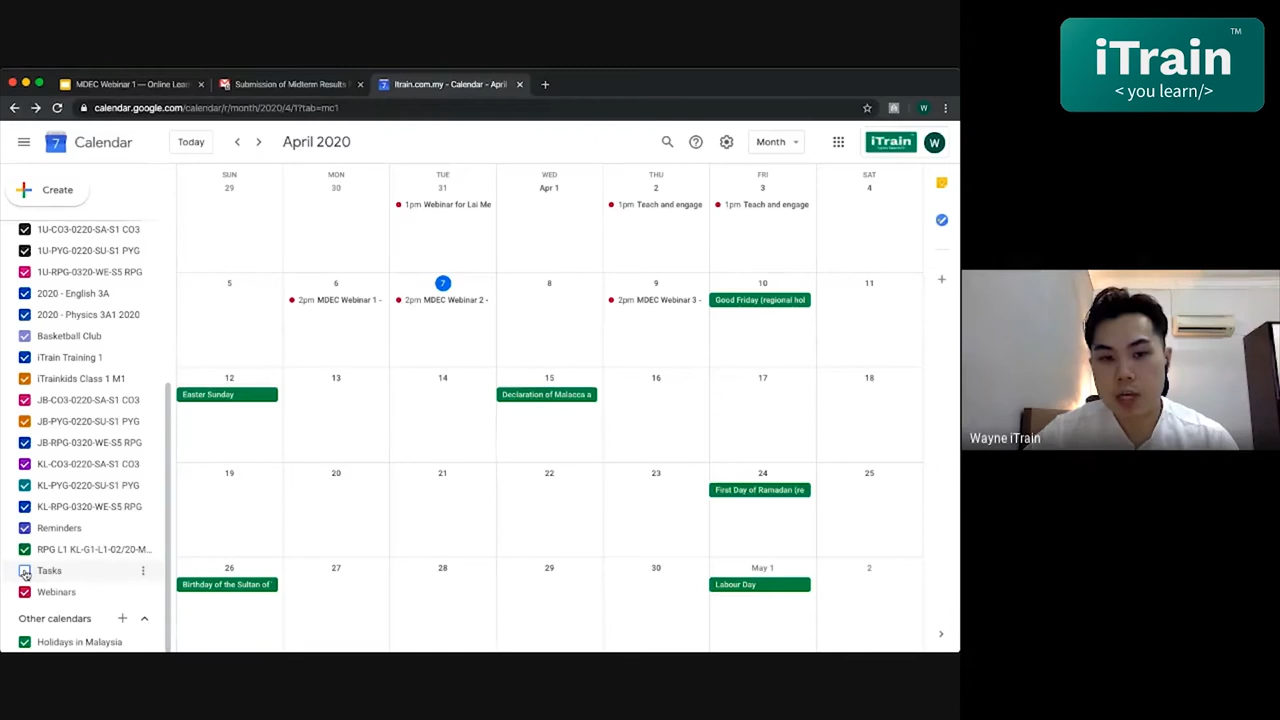 iTrain™
< you learn/>
MDEC Webinar 1 — Online Lear
Submission of Midterm Results
Itrain.com.my - Calendar - April
calendar.google.com/calendar/r/month/2020/4/1?tab=mc1
W
7
Calendar
Today
April 2020
Month
iTrain
W
Create
SUN MON TUE WED THU FRI SAT
29 30 31 Apr 1 2 3 4
1pm Webinar for Lai Me
1pm Teach and engage
1pm Teach and engage
5 6 7 8 9 10 11
2pm MDEC Webinar 1 -
2pm MDEC Webinar 2 -
2pm MDEC Webinar 3 -
Good Friday (regional hol
12 13 14 15 16 17 18
Easter Sunday
Declaration of Malacca a
19 20 21 22 23 24 25
First Day of Ramadan (re
26 27 28 29 30 May 1 2
Birthday of the Sultan of
Labour Day
1U-CO3-0220-SA-S1 CO3
1U-PYG-0220-SU-S1 PYG
1U-RPG-0320-WE-S5 RPG
2020 - English 3A
2020 - Physics 3A1 2020
Basketball Club
iTrain Training 1
iTrainkids Class 1 M1
JB-CO3-0220-SA-S1 CO3
JB-PYG-0220-SU-S1 PYG
JB-RPG-0320-WE-S5 RPG
KL-CO3-0220-SA-S1 CO3
KL-PYG-0220-SU-S1 PYG
KL-RPG-0320-WE-S5 RPG
Reminders
RPG L1 KL-G1-L1-02/20-M...
Tasks
Webinars
Other calendars
Holidays in Malaysia
Wayne iTrain